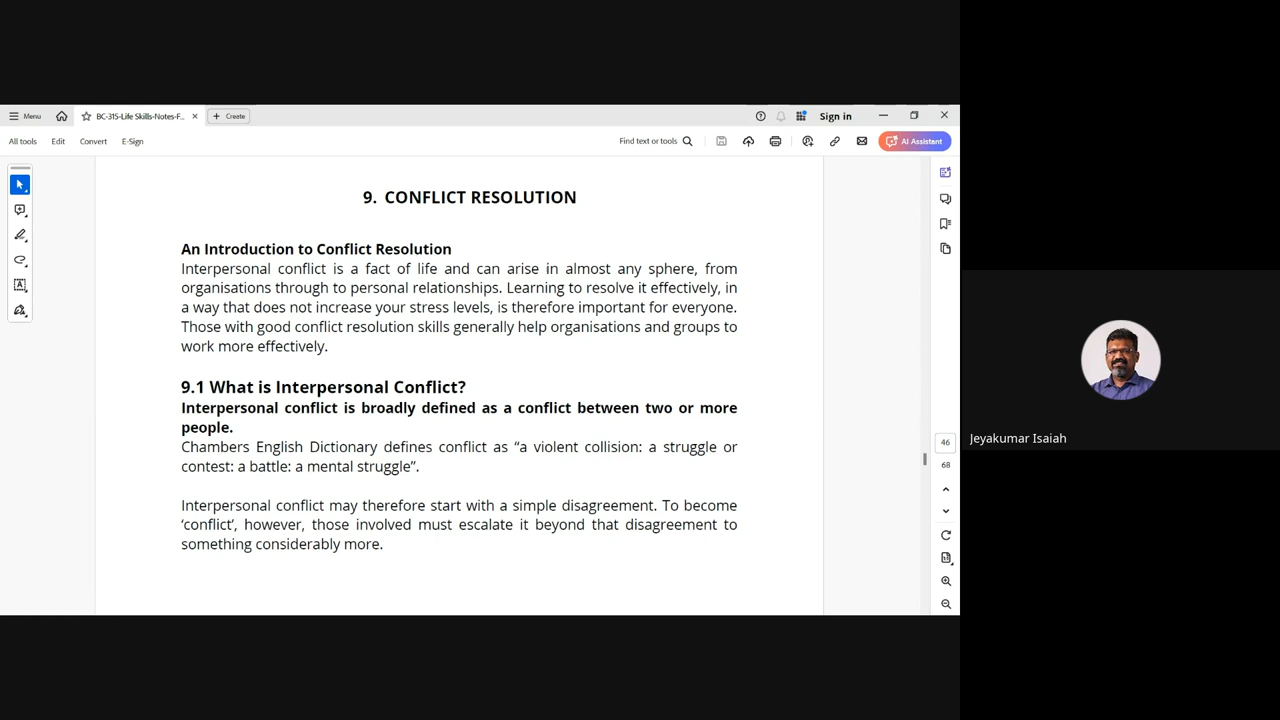 Menu
BC-315-Life Skills-Notes-F...
Create
Sign in
All tools
Edit
Convert
E-Sign
Find text or tools
AI Assistant
9. CONFLICT RESOLUTION
An Introduction to Conflict Resolution
Interpersonal conflict is a fact of life and can arise in almost any sphere, from
organisations through to personal relationships. Learning to resolve it effectively, in
a way that does not increase your stress levels, is therefore important for everyone.
Those with good conflict resolution skills generally help organisations and groups to
work more effectively.
9.1 What is Interpersonal Conflict?
Interpersonal conflict is broadly defined as a conflict between two or more
people.
Chambers English Dictionary defines conflict as “a violent collision: a struggle or
contest: a battle: a mental struggle”.
Interpersonal conflict may therefore start with a simple disagreement. To become
‘conflict’, however, those involved must escalate it beyond that disagreement to
something considerably more.
46
68
Jeyakumar Isaiah